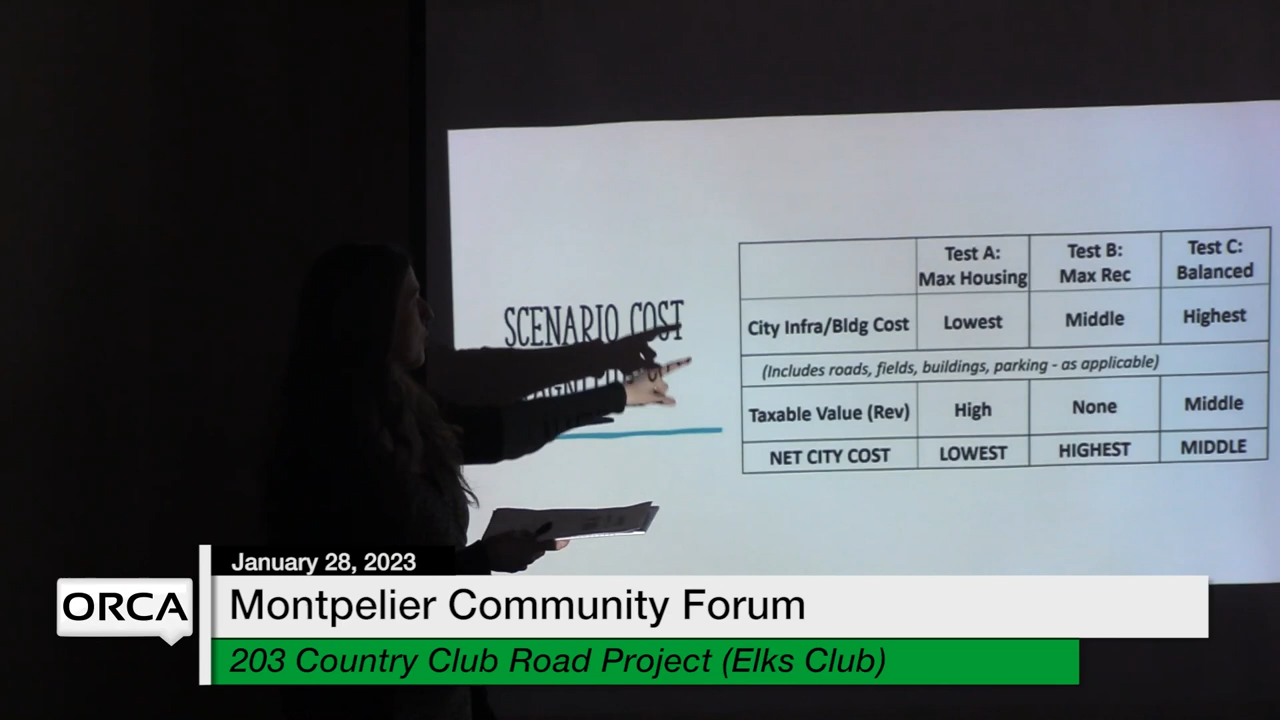 SCENARIO COST
Test A: Test B: Test C:
Max Housing Max Rec Balanced
City Infra/Bldg Cost Lowest Middle Highest
(Includes roads, fields, buildings, parking - as applicable)
Taxable Value (Rev) High None Middle
NET CITY COST LOWEST HIGHEST MIDDLE
January 28, 2023
ORCA
Montpelier Community Forum
203 Country Club Road Project (Elks Club)